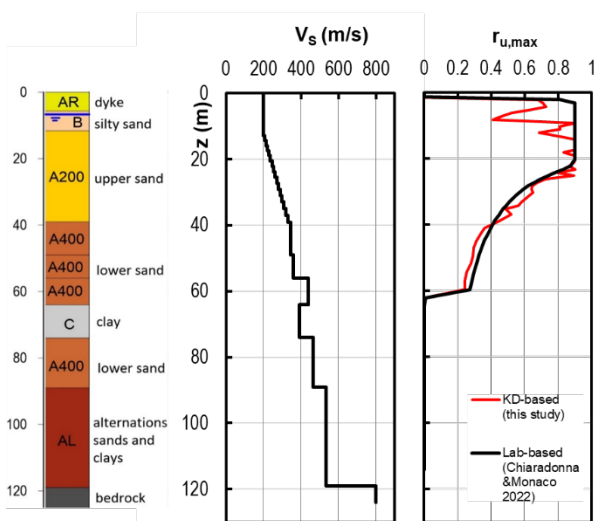 V_S (m/s)
r_u,max
0 200 400 600 800
0 0.2 0.4 0.6 0.8 1
z (m)
0
20
40
60
80
100
120
0
20
40
60
80
100
120
AR dyke
B silty sand
A200 upper sand
A400
A400 lower sand
A400
C clay
A400 lower sand
AL
alternations
sands and
clays
bedrock
KD-based
(this study)
Lab-based
(Chiaradonna
&Monaco
2022)